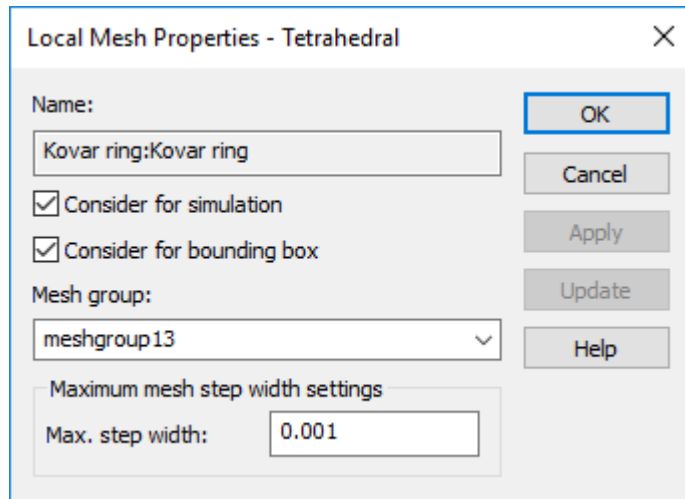 Local Mesh Properties - Tetrahedral
Name:
Kovar ring:Kovar ring
Consider for simulation
Consider for bounding box
Mesh group:
meshgroup13
Maximum mesh step width settings
Max. step width: 0.001
OK
Cancel
Apply
Update
Help